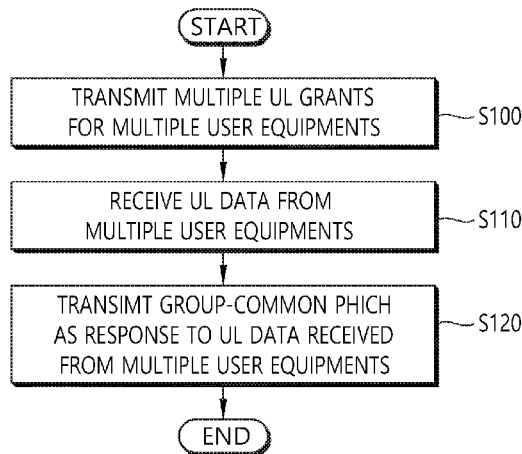 START
TRANSMIT MULTIPLE UL GRANTS
FOR MULTIPLE USER EQUIPMENTS
S100
RECEIVE UL DATA FROM
MULTIPLE USER EQUIPMENTS
S110
TRANSIMT GROUP-COMMON PHICH
AS RESPONSE TO UL DATA RECEIVED
FROM MULTIPLE USER EQUIPMENTS
S120
END